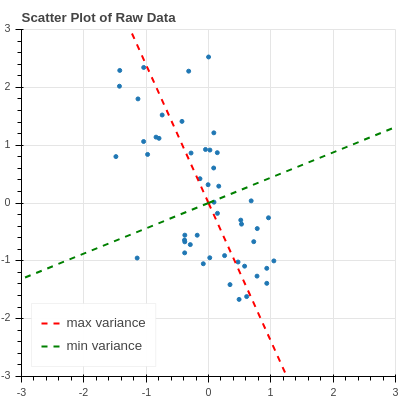 Scatter Plot of Raw Data
3
2
1
0
-1
-2
-3
max variance
min variance
-3 -2 -1 0 1 2 3